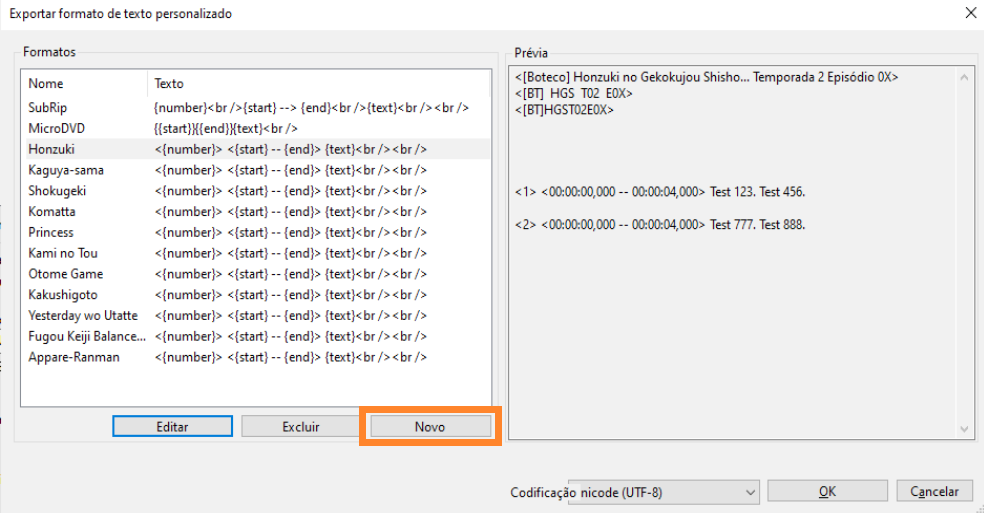 Exportar formato de texto personalizado
Formatos
Nome Texto
SubRip {number}<br />{start} --> {end}<br />{text}<br /><br />
MicroDVD {{start}}{{end}}{text}<br />
Honzuki <{number}> <{start} -- {end}> {text}<br /><br />
Kaguya-sama <{number}> <{start} -- {end}> {text}<br /><br />
Shokugeki <{number}> <{start} -- {end}> {text}<br /><br />
Komatta <{number}> <{start} -- {end}> {text}<br /><br />
Princess <{number}> <{start} -- {end}> {text}<br /><br />
Kami no Tou <{number}> <{start} -- {end}> {text}<br /><br />
Otome Game <{number}> <{start} -- {end}> {text}<br /><br />
Kakushigoto <{number}> <{start} -- {end}> {text}<br /><br />
Yesterday wo Utatte <{number}> <{start} -- {end}> {text}<br /><br />
Fugou Keiji Balance... <{number}> <{start} -- {end}> {text}<br /><br />
Appare-Ranman <{number}> <{start} -- {end}> {text}<br /><br />
Editar Excluir Novo
Prévia
<[Boteco] Honzuki no Gekokujou Shisho... Temporada 2 Episódio 0X>
<[BT] HGS T02 E0X>
<[BT]HGST02E0X>
<1> <00:00:00,000 -- 00:00:04,000> Test 123. Test 456.
<2> <00:00:00,000 -- 00:00:04,000> Test 777. Test 888.
Codificação nicode (UTF-8) OK Cancelar